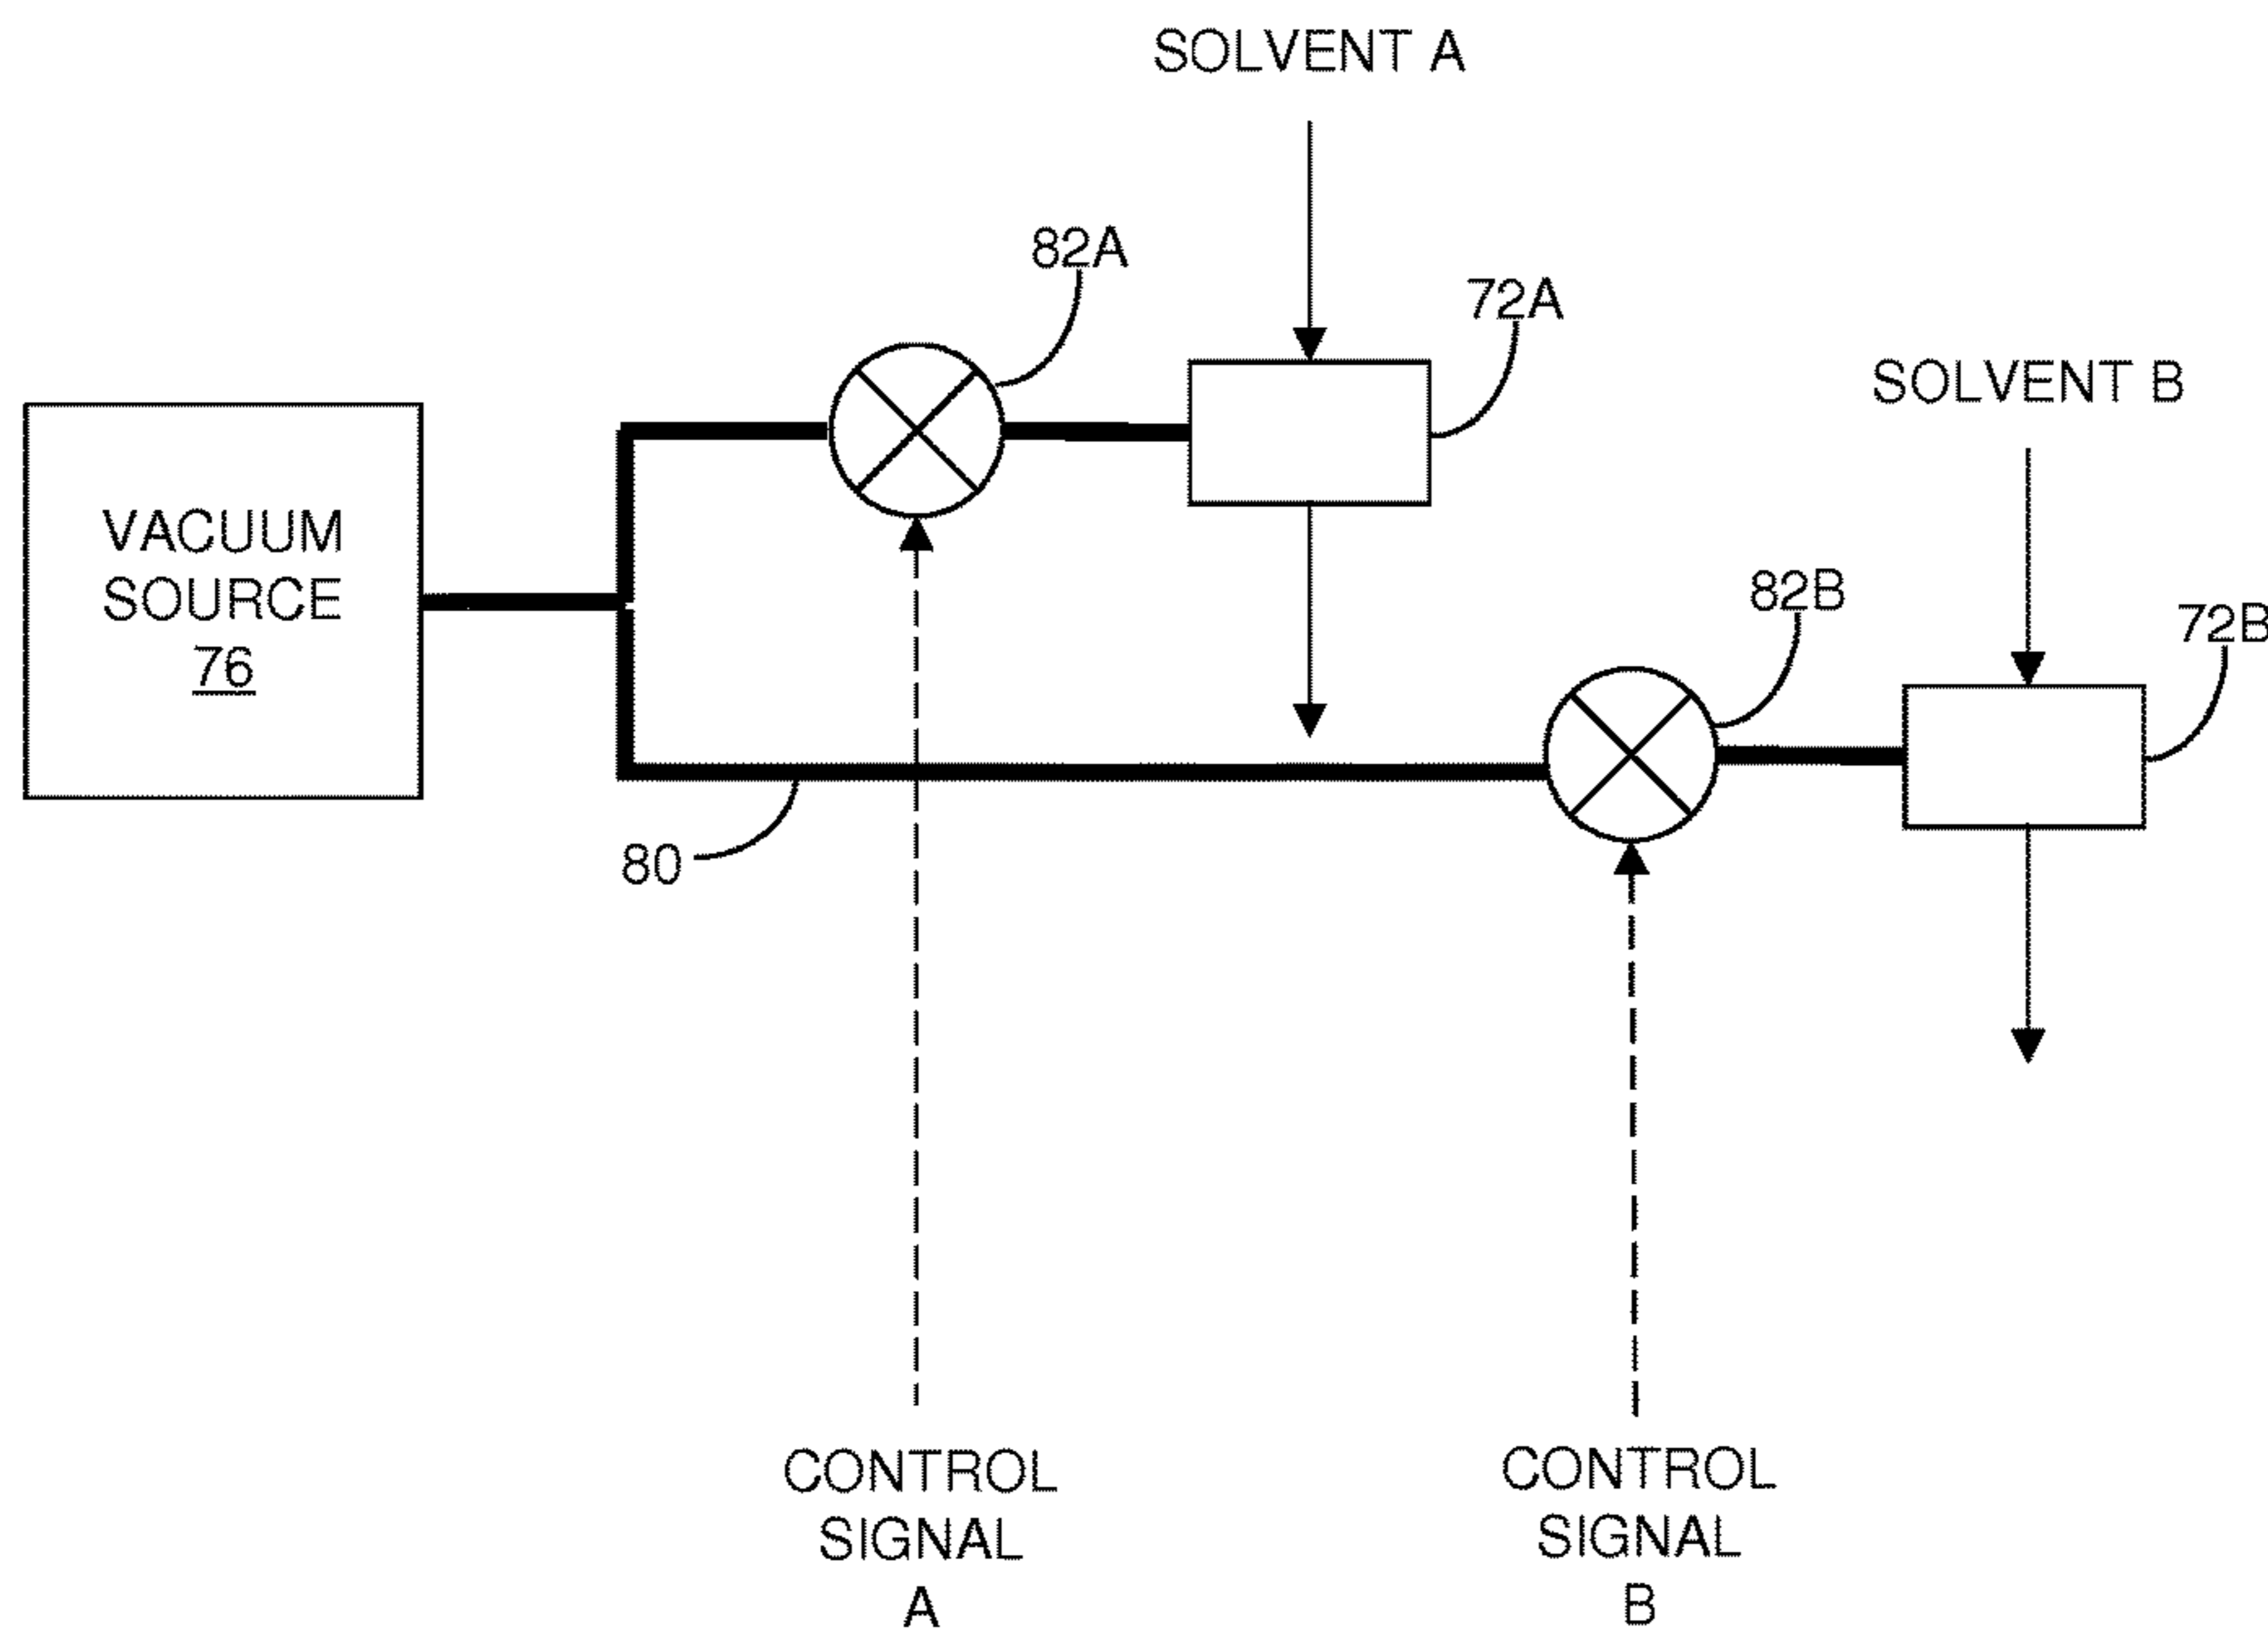 SOLVENT A
82A
72A
SOLVENT B
VACUUM
SOURCE
76
82B
72B
80
CONTROL
SIGNAL
A
CONTROL
SIGNAL
B